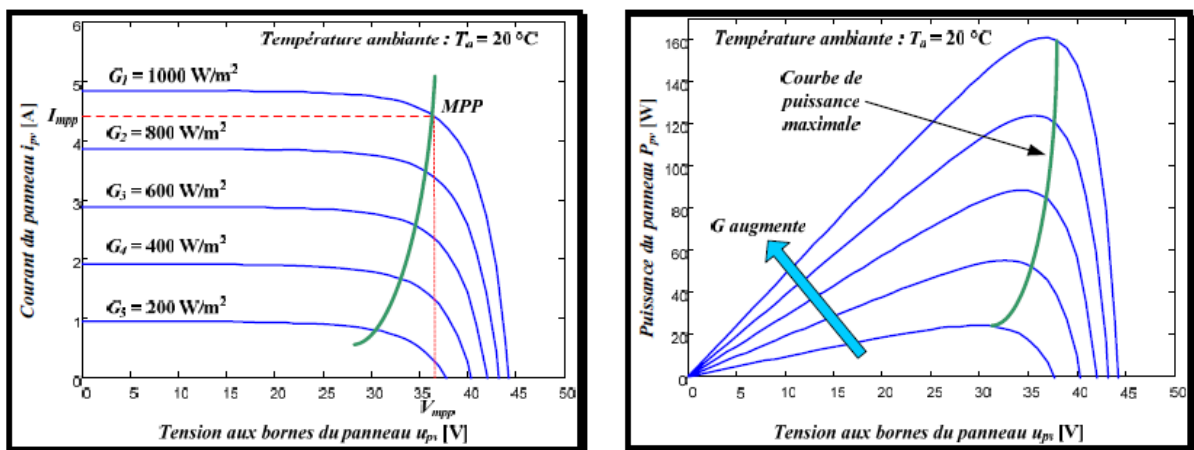 Température ambiante : Ta = 20 °C
G1 = 1000 W/m²
MPP
Impp
G2 = 800 W/m²
G3 = 600 W/m²
G4 = 400 W/m²
G5 = 200 W/m²
Courant du panneau ipv [A]
6
5
4
3
2
1
0
0 5 10 15 20 25 30 35 40 45 50
Vmpp
Tension aux bornes du panneau upv [V]
Température ambiante : Ta = 20 °C
Courbe de
puissance
maximale
G augmente
Puissance du panneau Ppv [W]
160
140
120
100
80
60
40
20
0
0 5 10 15 20 25 30 35 40 45 50
Tension aux bornes du panneau upv [V]